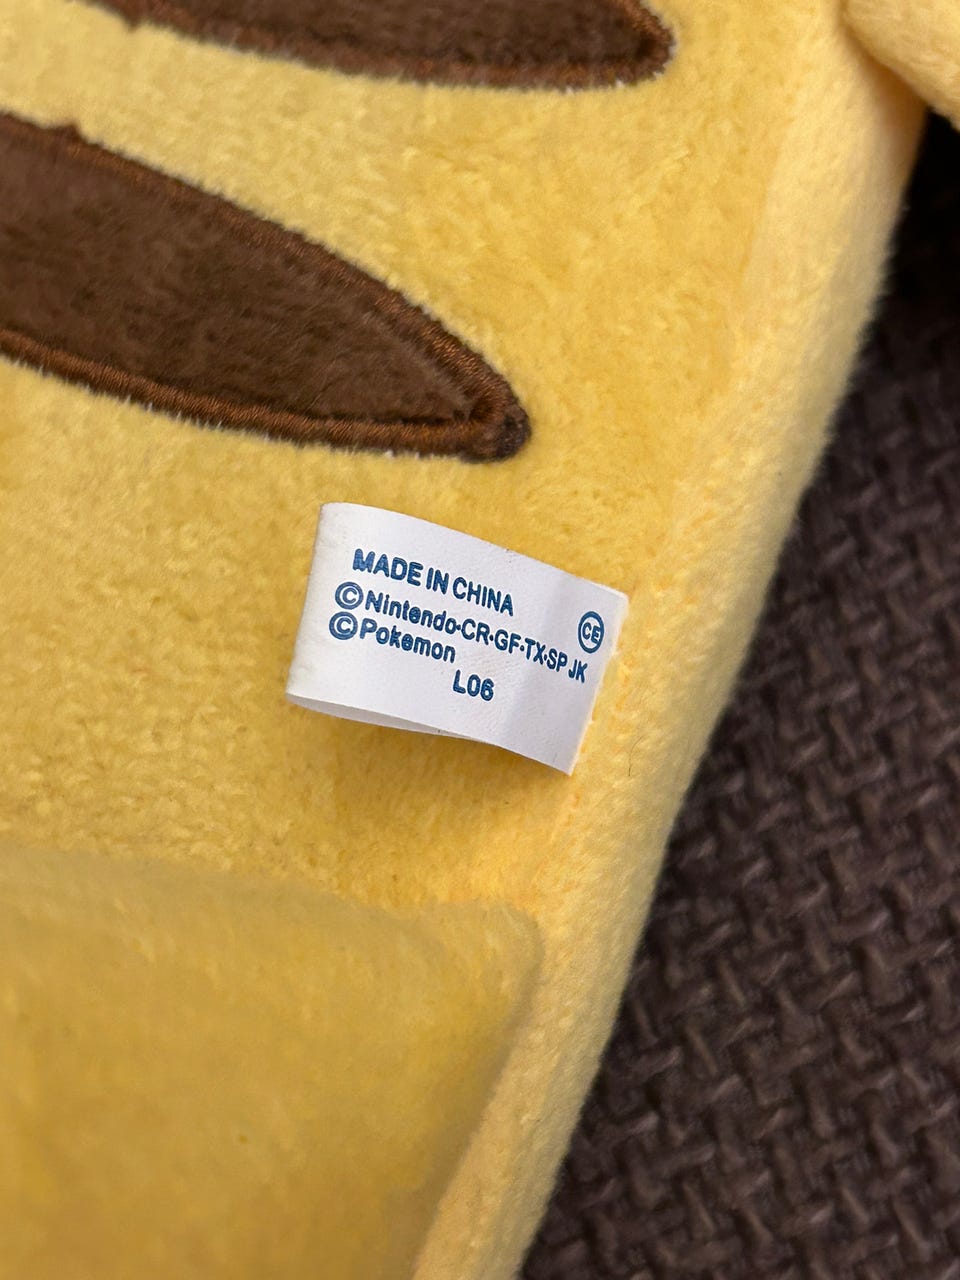 MADE IN CHINA
©Nintendo·CR·GF·TX·SP JK
©Pokemon
L06
CE